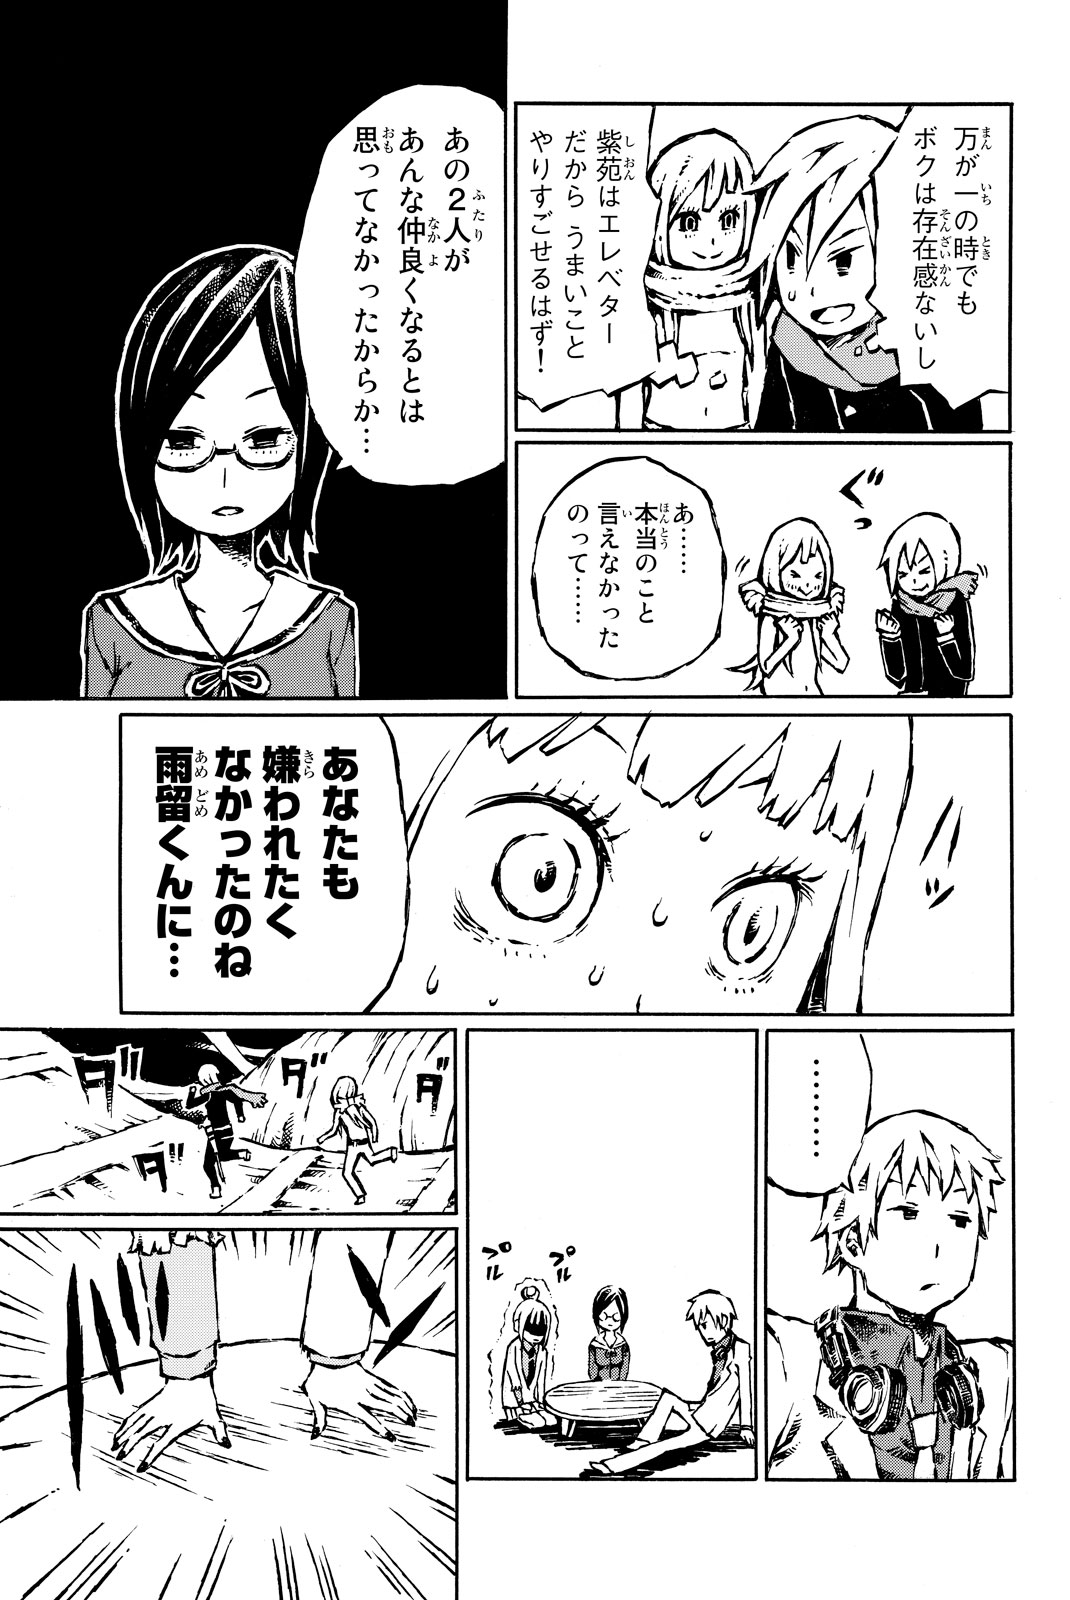 万が一の時でも
ボクは存在感ないし
紫苑はエレベター
だから うまいこと
やりすごせるはず!
ぐっ
あ……
本当のこと
言えなかった
のって……
あの2人が
あんな仲良くなるとは
思ってなかったからか…
あなたも
嫌われたく
なかったのね
雨留くんに…
………
プル
プル
ダ"
ダ"
ダ"
ダ"